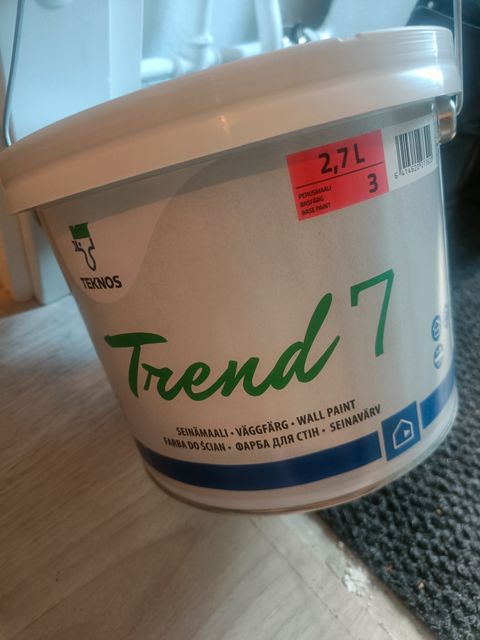 2,7 L
PERUSMAALI
BASFÄRG
BASE PAINT
3
TEKNOS
Trend 7
SEINÄMAALI • VÄGGFÄRG • WALL PAINT
FARBA DO ŚCIAN • ФАРБА ДЛЯ СТІН • SEINAVÄRV